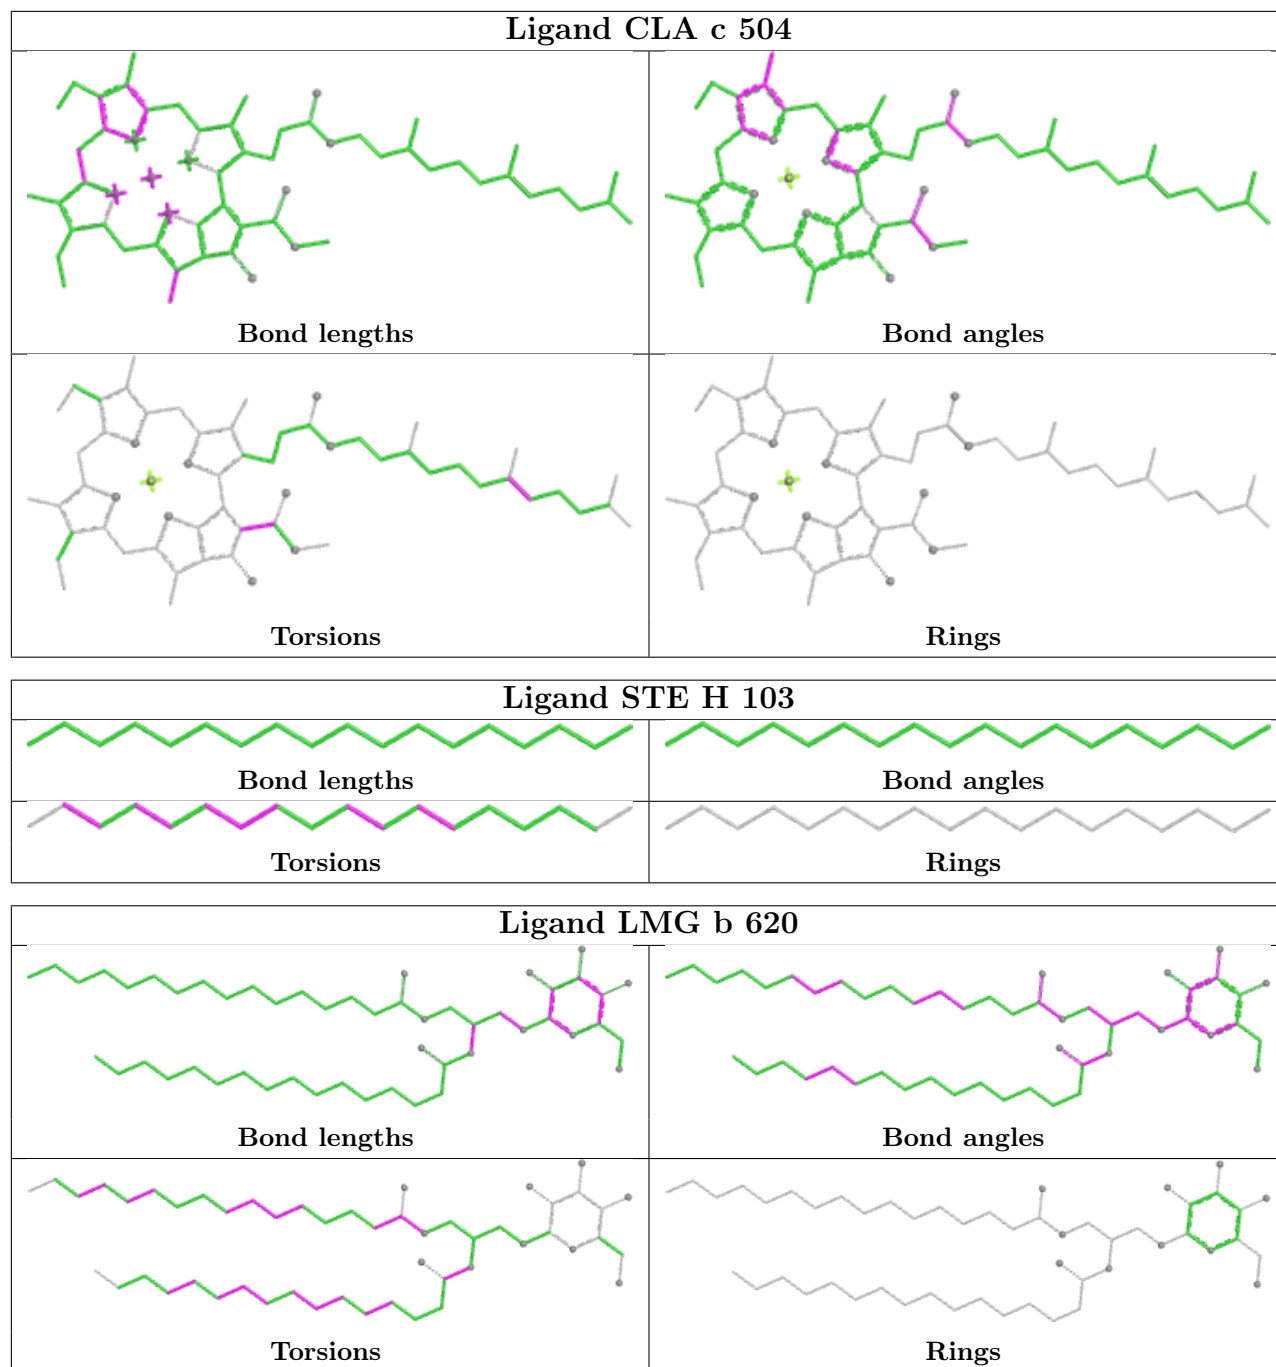 Ligand CLA c 504
Bond lengths
Bond angles
Torsions
Rings
Ligand STE H 103
Bond lengths
Bond angles
Torsions
Rings
Ligand LMG b 620
Bond lengths
Bond angles
Torsions
Rings